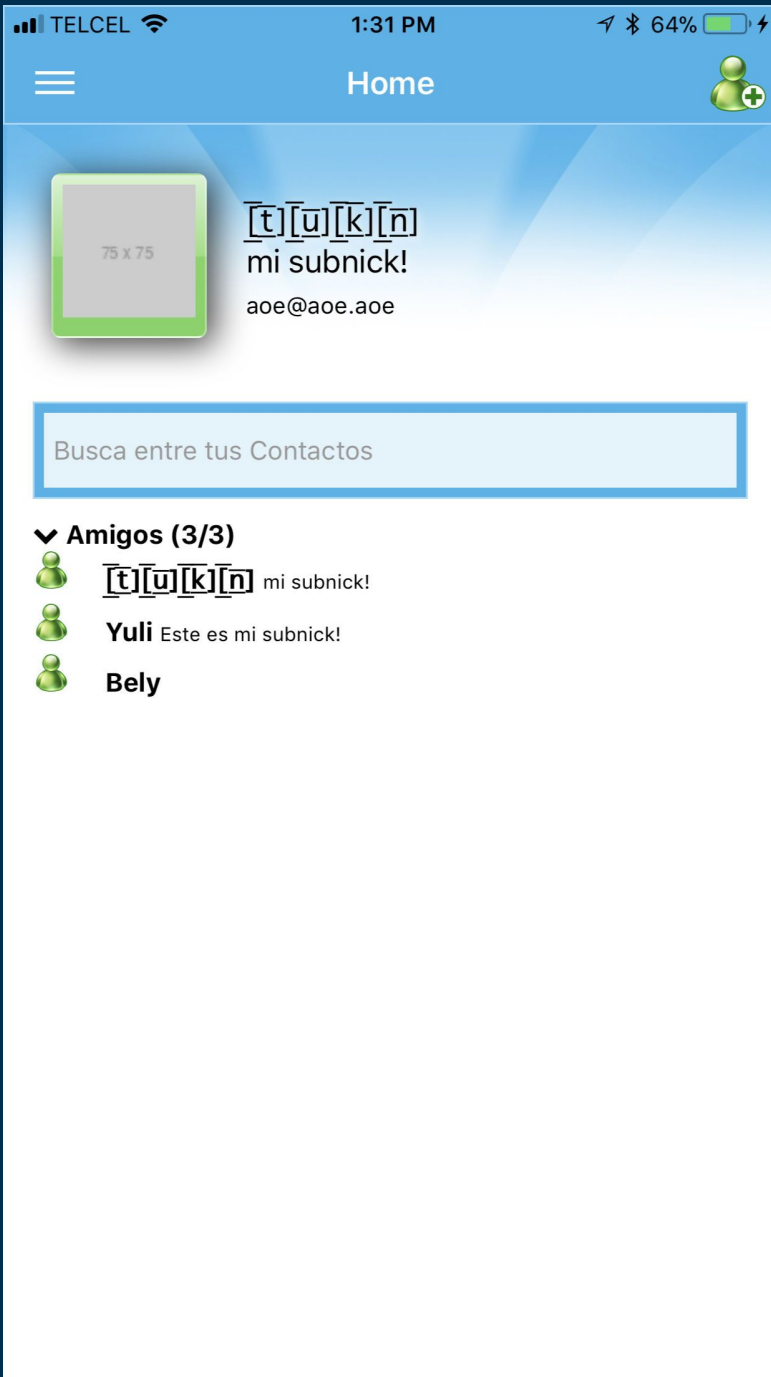 TELCEL 1:31 PM 64%
Home
75 x 75
[̲̅t̲̅][̲̅u̲̅][̲̅k̲̅][̲̅n̲̅]
mi subnick!
aoe@aoe.aoe
Busca entre tus Contactos
Amigos (3/3)
[̲̅t̲̅][̲̅u̲̅][̲̅k̲̅][̲̅n̲̅] mi subnick!
Yuli Este es mi subnick!
Bely